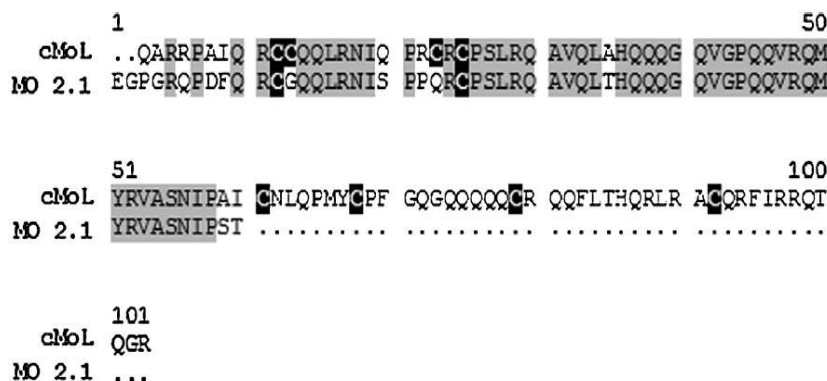 1 50
cMoL ..QARRPAIQ RCCQQLRNIQ PRCRCPSLRQ AVQLAHQQQG QVGPQQVRQM
MO 2.1 EGPGRQPDFQ RCGQQLRNIS PPQRCPSLRQ AVQLTHQQQG QVGPQQVRQM
51 100
cMoL YRVASNIPAI CNLQPMYCPF GQGQQQQQCR QQFLTHQRLR ACQRFIRRQT
MO 2.1 YRVASNIPST .......... .......... .......... ..........
101
cMoL QGR
MO 2.1 ...